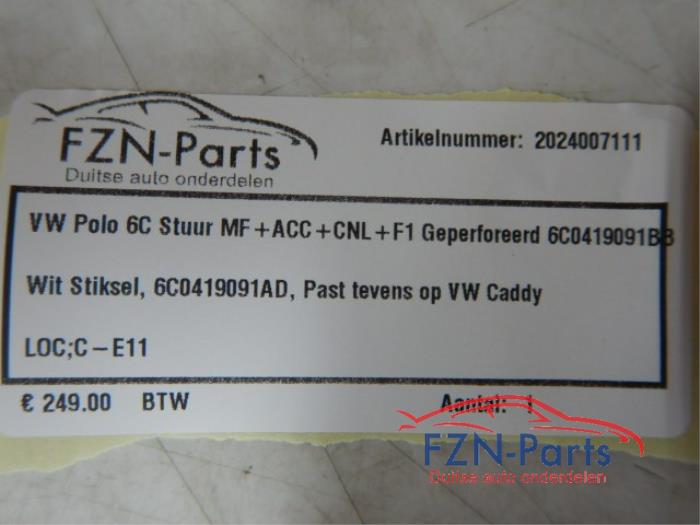 FZN-Parts
Duitse auto onderdelen
Artikelnummer: 2024007111
VW Polo 6C Stuur MF+ACC+CNL+F1 Geperforeerd 6C0419091BB
Wit Stiksel, 6C0419091AD, Past tevens op VW Caddy
LOC;C-E11
€ 249.00 BTW Aantal: 1
FZN-Parts
Duitse auto onderdelen